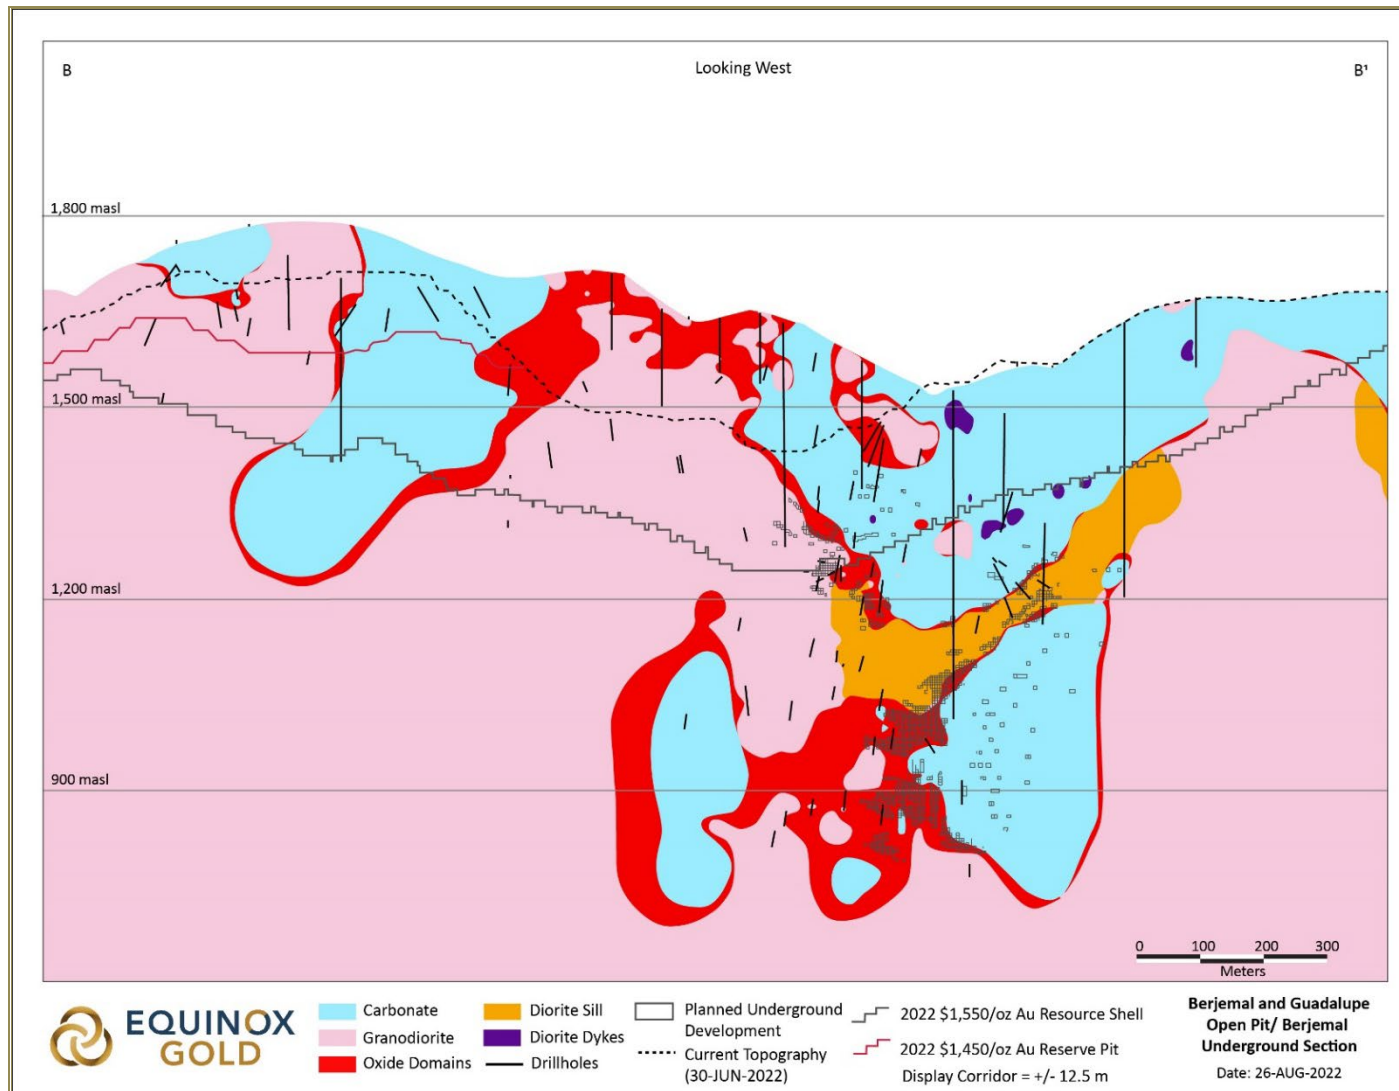 B
Looking West
B¹
1,800 masl
1,500 masl
1,200 masl
900 masl
0 100 200 300
Meters
EQUINOX
GOLD
Carbonate
Granodiorite
Oxide Domains
Diorite Sill
Diorite Dykes
Drillholes
Planned Underground
Development
Current Topography
(30-JUN-2022)
2022 $1,550/oz Au Resource Shell
2022 $1,450/oz Au Reserve Pit
Display Corridor = +/- 12.5 m
Berjemal and Guadalupe
Open Pit/ Berjemal
Underground Section
Date: 26-AUG-2022